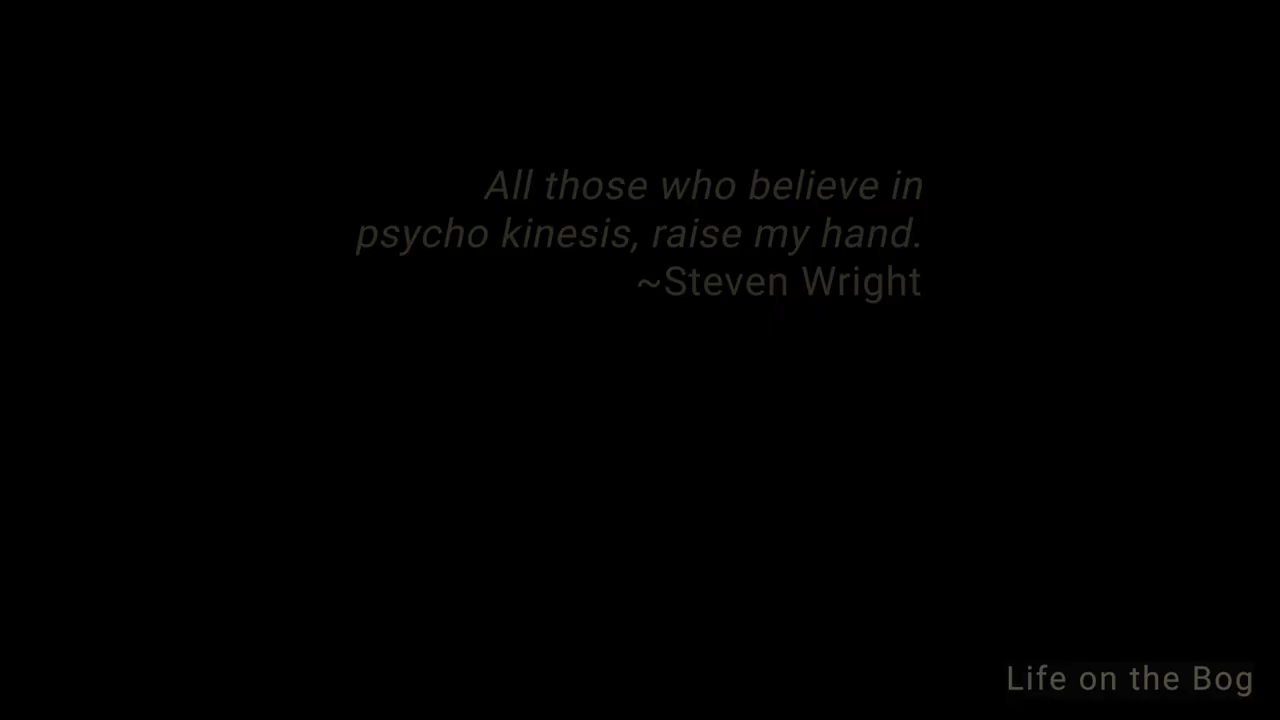 All those who believe in
psycho kinesis, raise my hand.
~Steven Wright
Life on the Bog